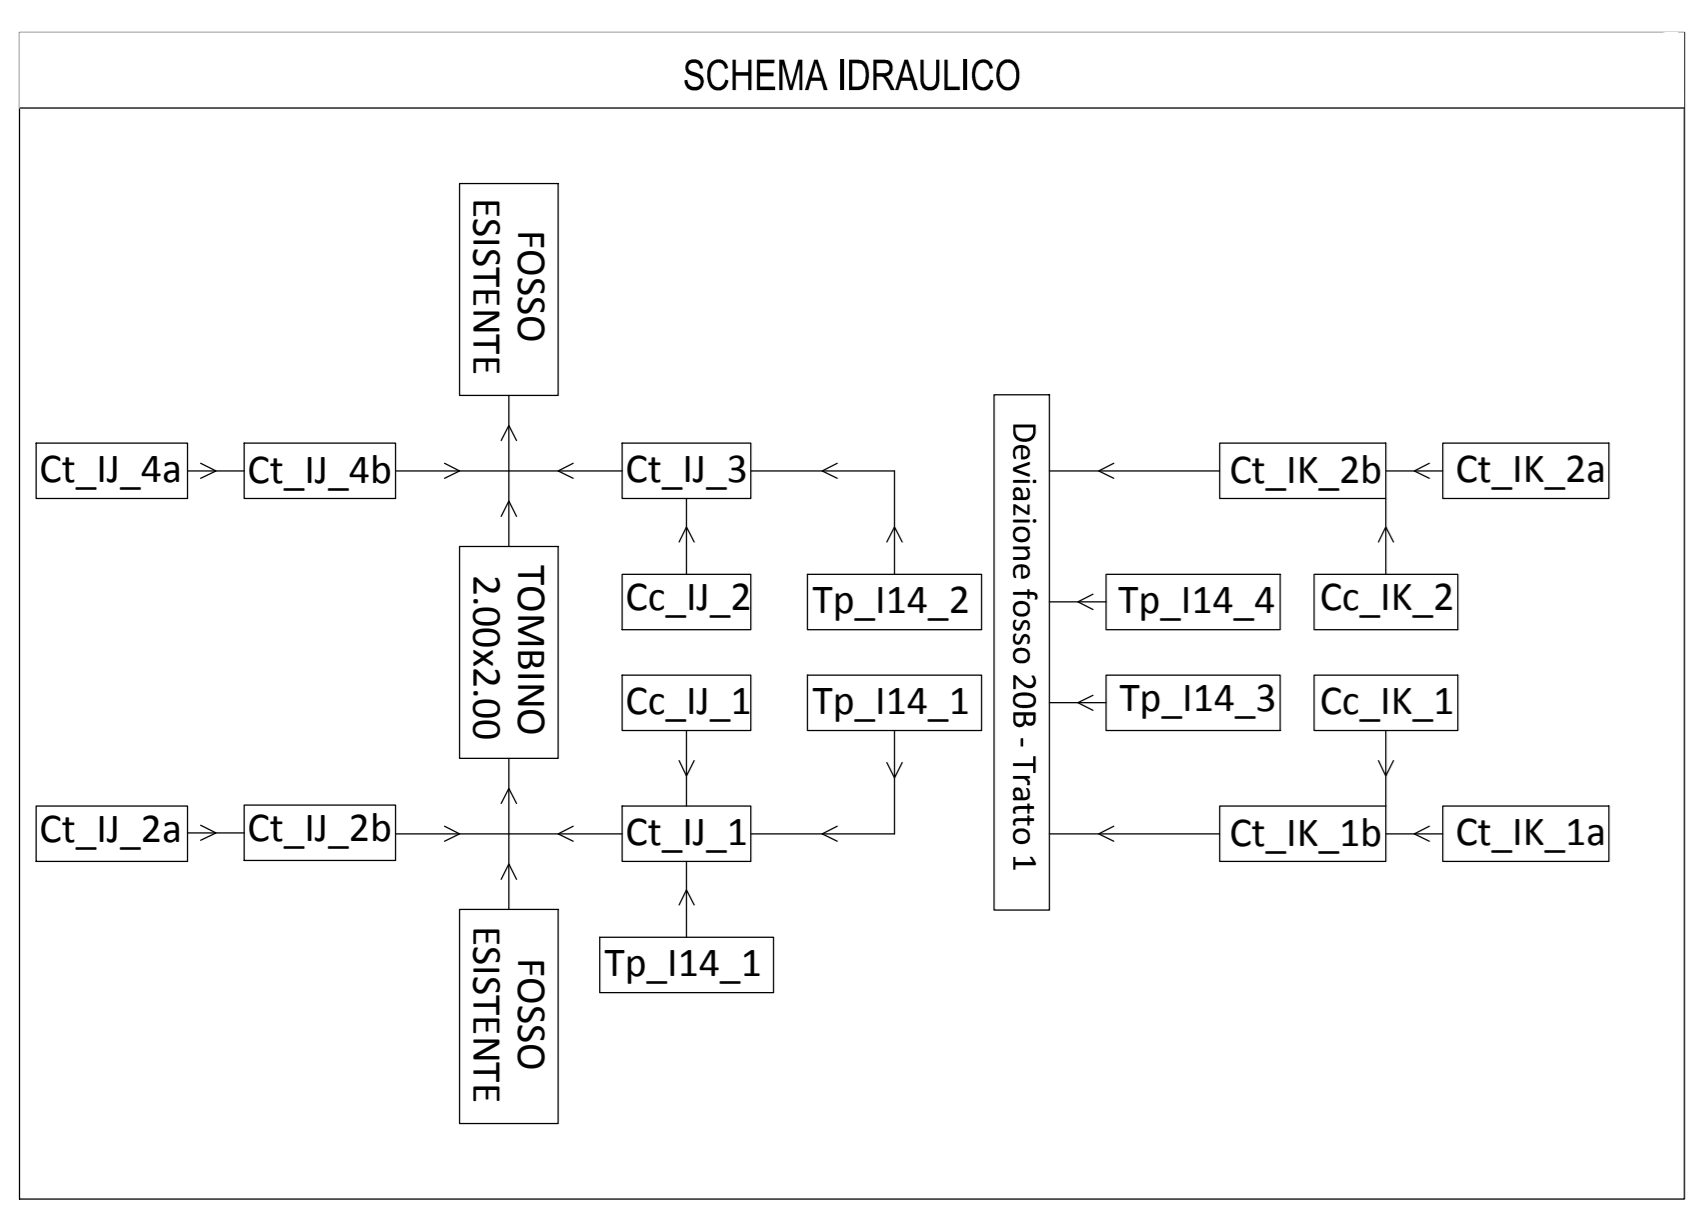 SCHEMA IDRAULICO
FOSSO
ESISTENTE
Ct_IJ_4a
Ct_IJ_4b
Ct_IJ_3
Ct_IK_2b
Ct_IK_2a
Deviazione fosso 20B - Tratto 1
TOMBINO
2.00x2.00
Cc_IJ_2
Tp_I14_2
Tp_I14_4
Cc_IK_2
Cc_IJ_1
Tp_I14_1
Tp_I14_3
Cc_IK_1
Ct_IJ_2a
Ct_IJ_2b
Ct_IJ_1
Ct_IK_1b
Ct_IK_1a
FOSSO
ESISTENTE
Tp_I14_1